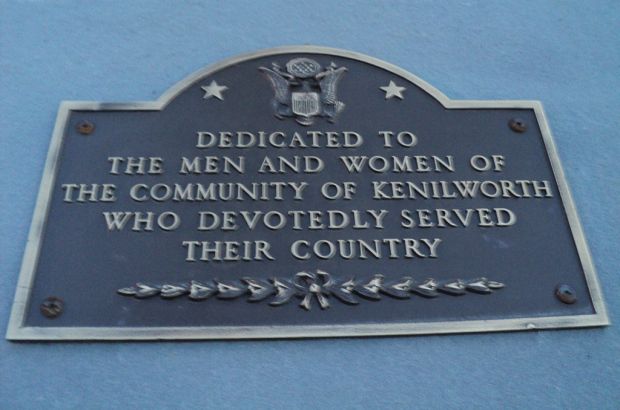 DEDICATED TO
THE MEN AND WOMEN OF
THE COMMUNITY OF KENILWORTH
WHO DEVOTEDLY SERVED
THEIR COUNTRY